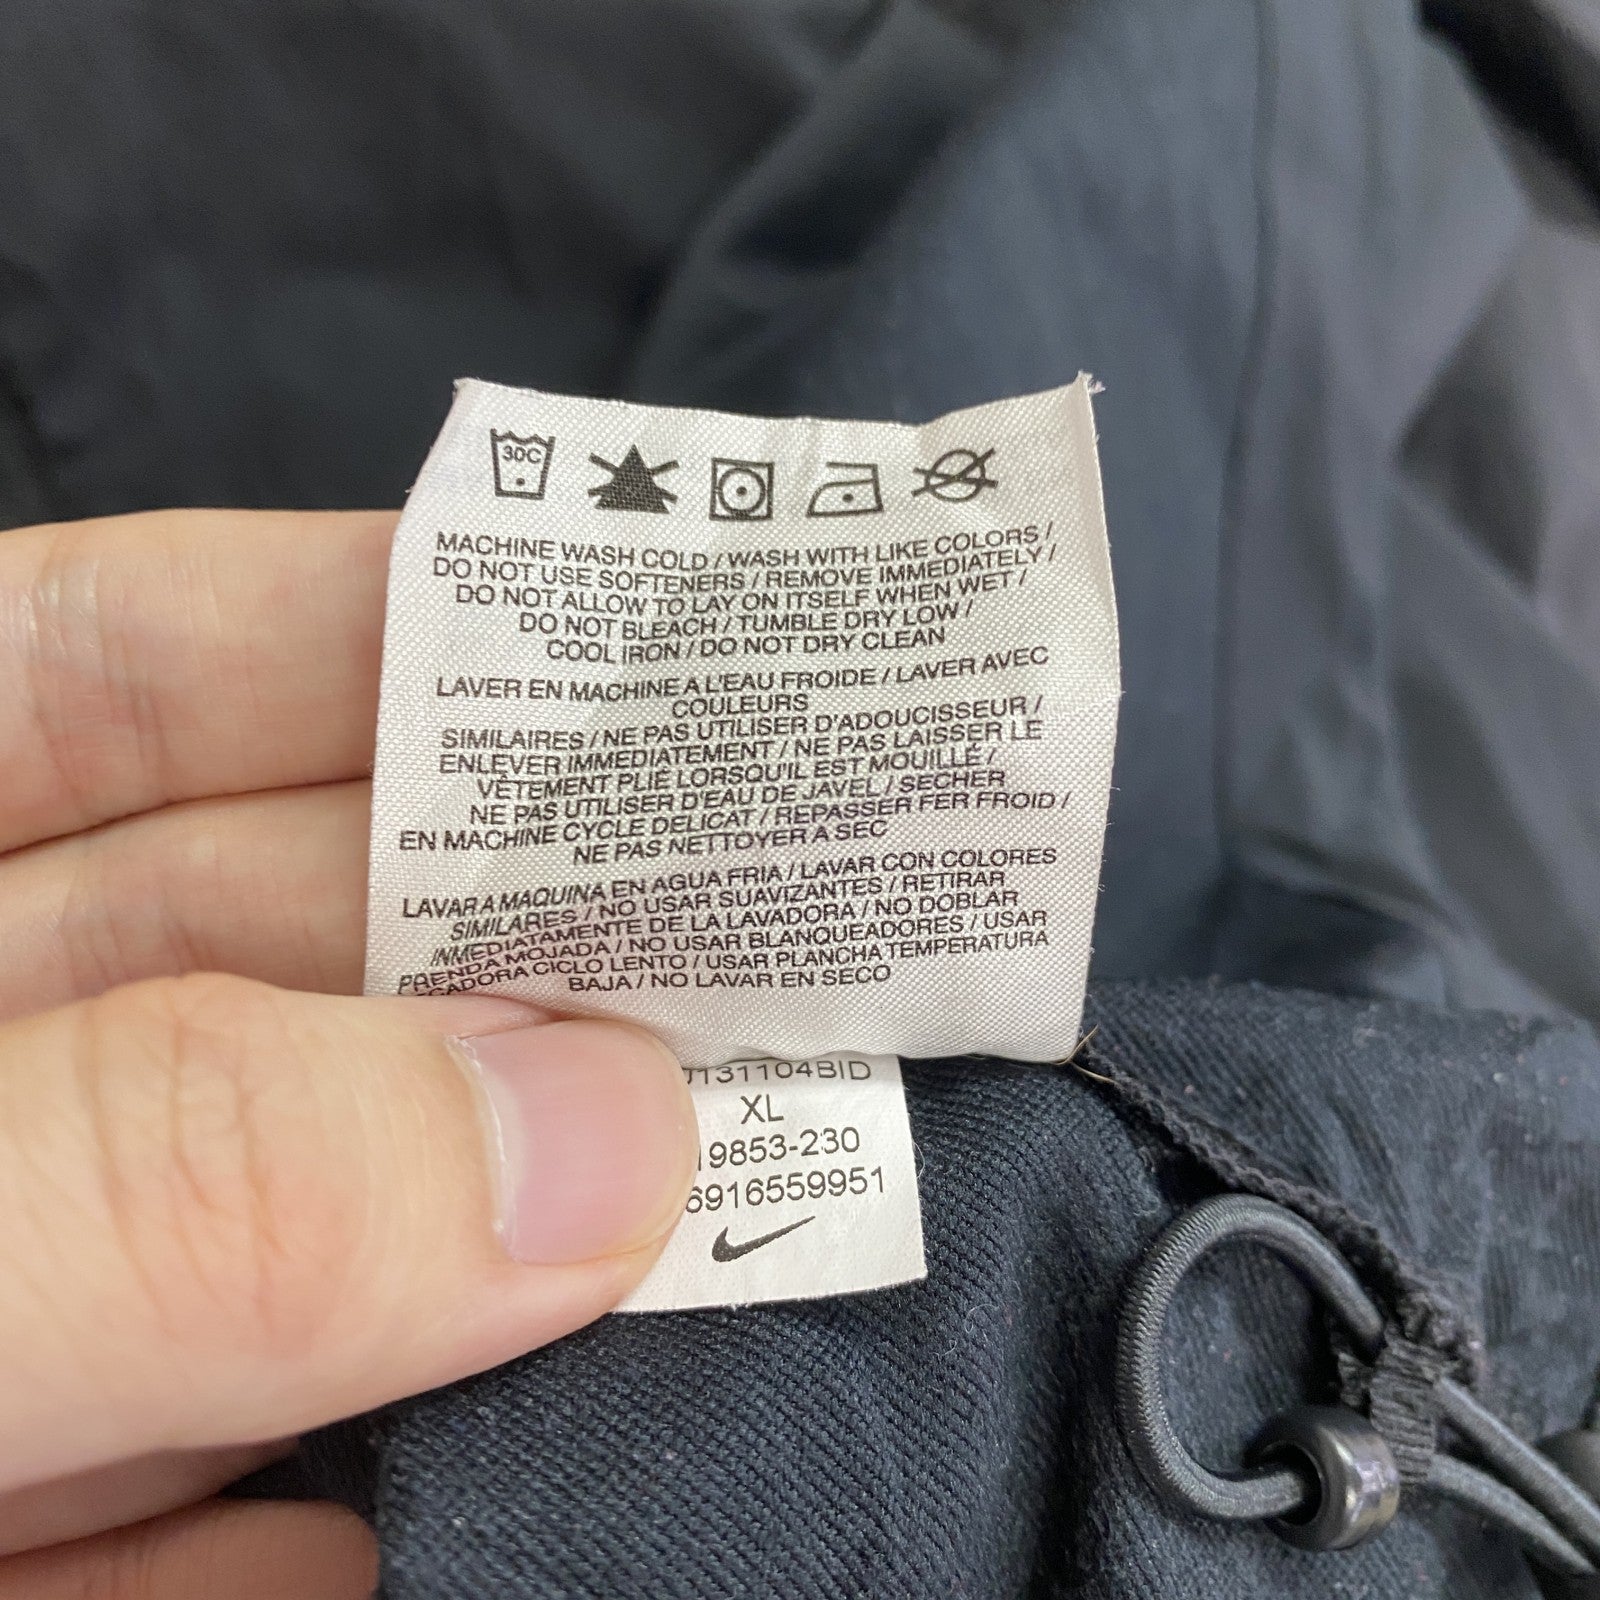 30C
MACHINE WASH COLD / WASH WITH LIKE COLORS /
DO NOT USE SOFTENERS / REMOVE IMMEDIATELY /
DO NOT ALLOW TO LAY ON ITSELF WHEN WET /
DO NOT BLEACH / TUMBLE DRY LOW /
COOL IRON / DO NOT DRY CLEAN
LAVER EN MACHINE A L'EAU FROIDE / LAVER AVEC
COULEURS
SIMILAIRES / NE PAS UTILISER D'ADOUCISSEUR /
ENLEVER IMMEDIATEMENT / NE PAS LAISSER LE
VÊTEMENT PLIÉ LORSQU'IL EST MOUILLÉ /
NE PAS UTILISER D'EAU DE JAVEL / SECHER
EN MACHINE CYCLE DELICAT / REPASSER FER FROID /
NE PAS NETTOYER A SEC
LAVAR A MAQUINA EN AGUA FRIA / LAVAR CON COLORES
SIMILARES / NO USAR SUAVIZANTES / RETIRAR
INMEDIATAMENTE DE LA LAVADORA / NO DOBLAR
PRENDA MOJADA / NO USAR BLANQUEADORES / USAR
ECADORA CICLO LENTO / USAR PLANCHA TEMPERATURA
BAJA / NO LAVAR EN SECO
131104BID
XL
19853-230
6916559951